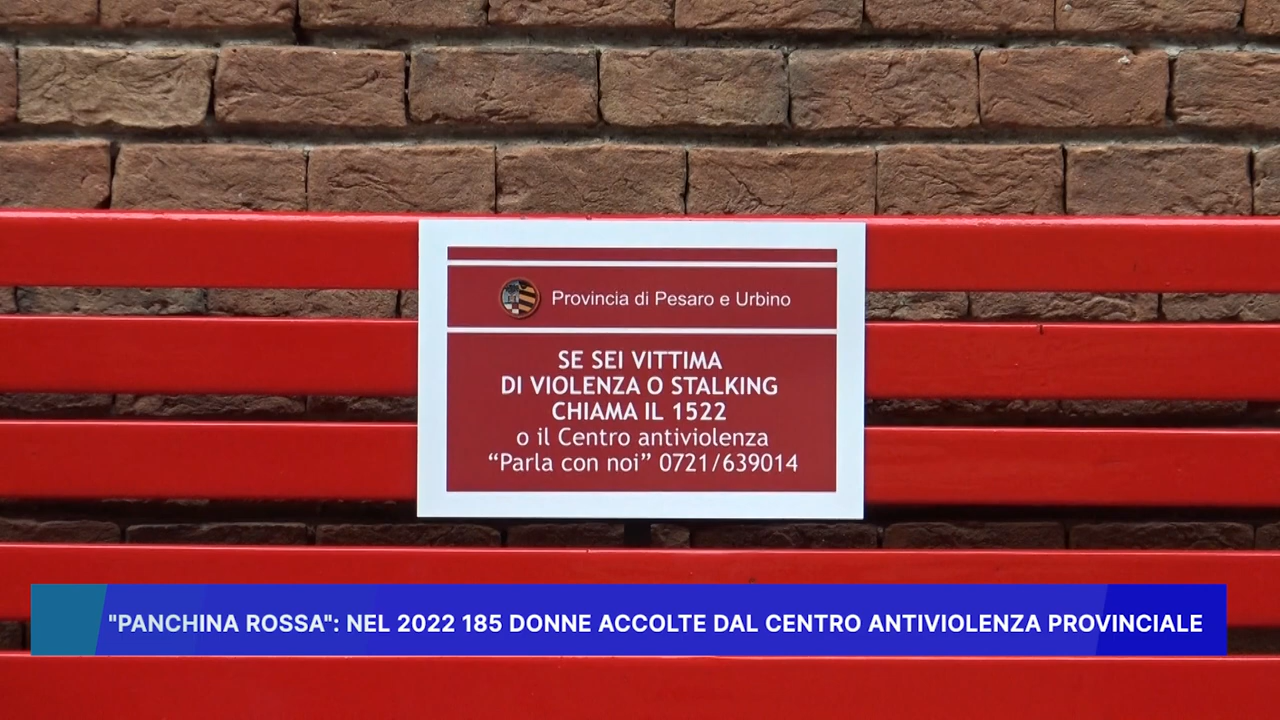 Provincia di Pesaro e Urbino
SE SEI VITTIMA
DI VIOLENZA O STALKING
CHIAMA IL 1522
o il Centro antiviolenza
“Parla con noi” 0721/639014
"PANCHINA ROSSA": NEL 2022 185 DONNE ACCOLTE DAL CENTRO ANTIVIOLENZA PROVINCIALE